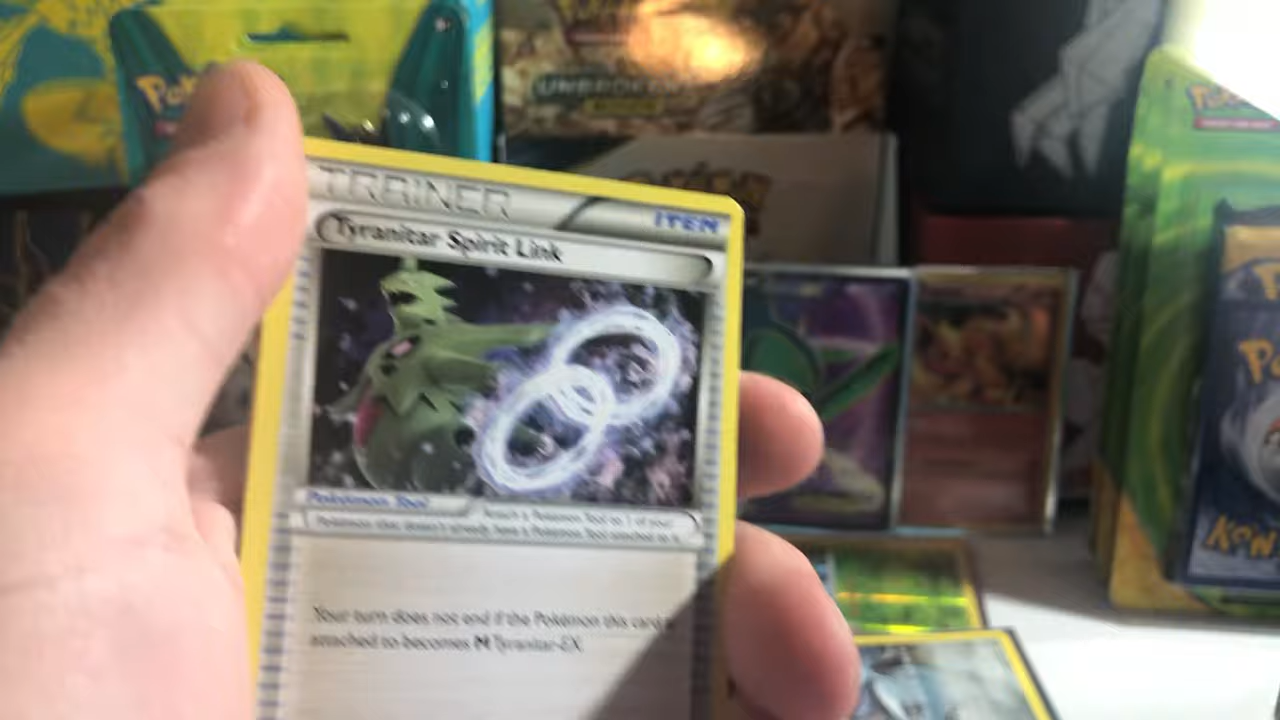 Pok
UNBROKEN
TRAINER
ITEM
Tyranitar Spirit Link
Pokémon Tool
Attach a Pokémon Tool to 1 of your
Pokémon that doesn't already have a Pokémon Tool attached to it.
Your turn does not end if the Pokémon this card is
attached to becomes M Tyranitar-EX.